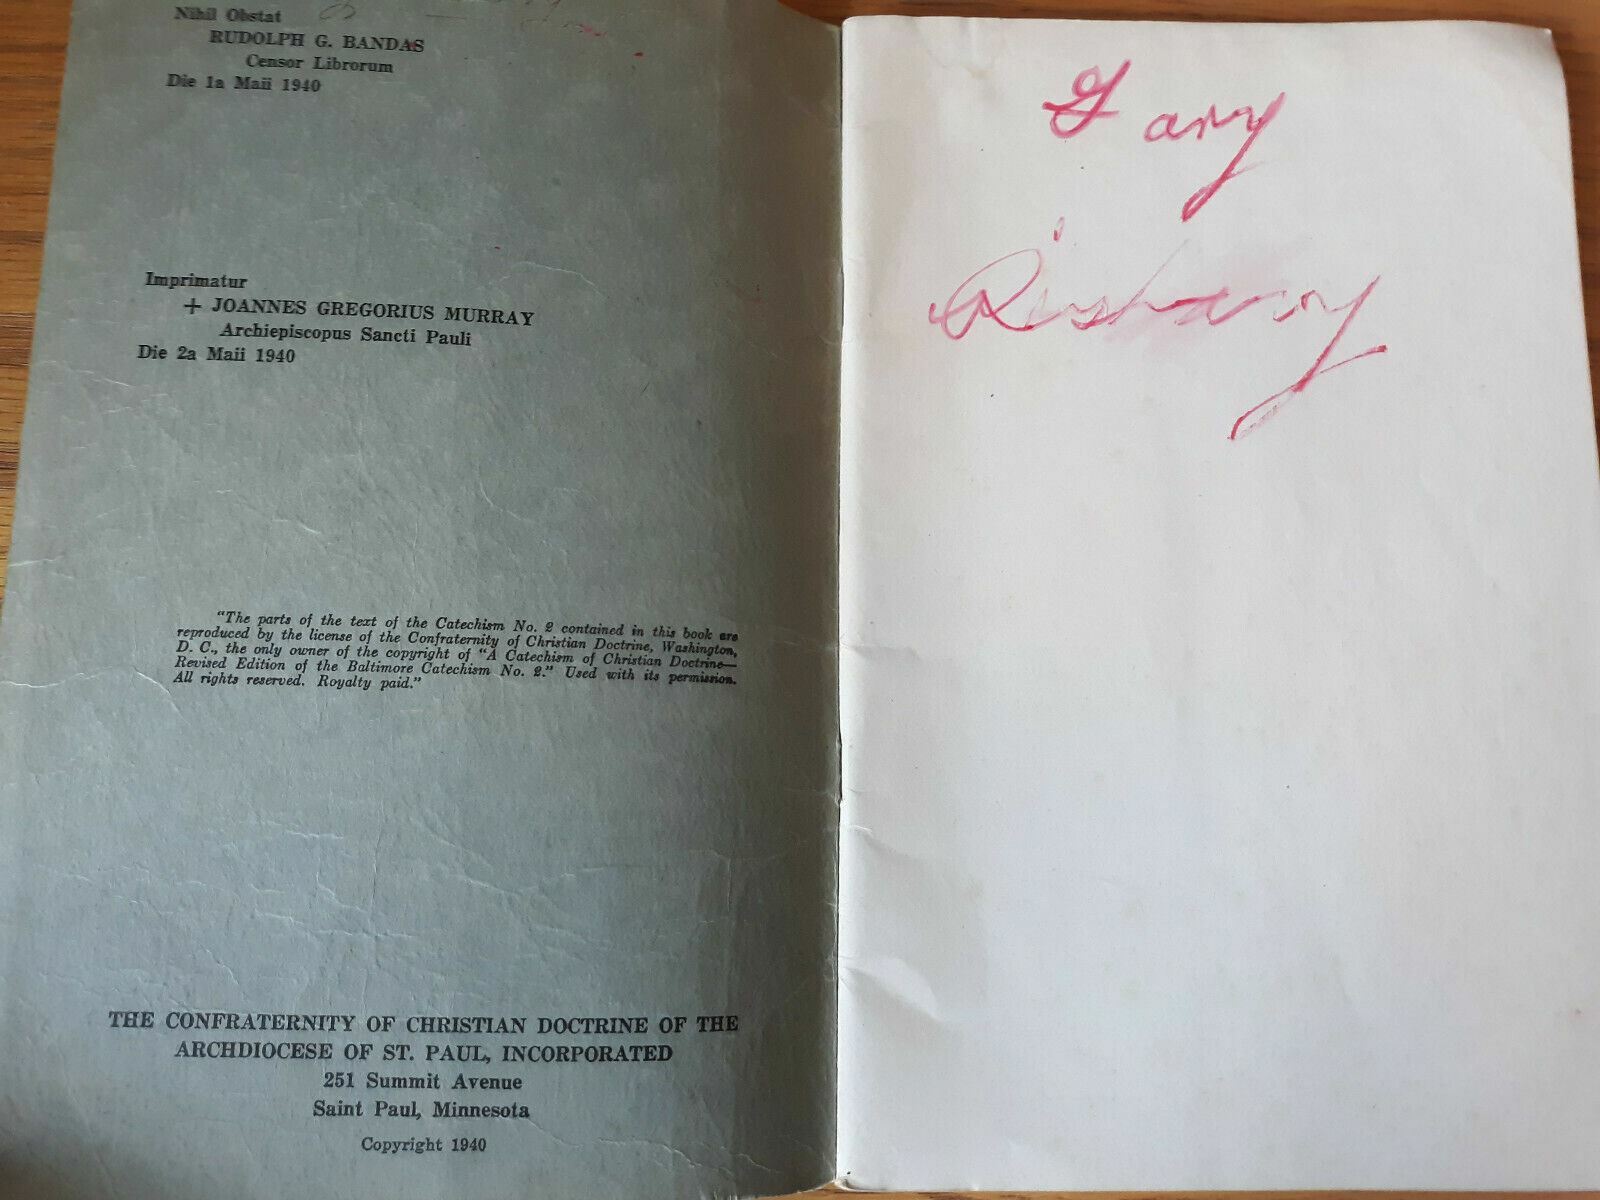 Nihil Obstat
RUDOLPH G. BANDAS
Censor Librorum
Die 1a Maii 1940
Imprimatur
+ JOANNES GREGORIUS MURRAY
Archiepiscopus Sancti Pauli
Die 2a Maii 1940
"The parts of the text of the Catechism No. 2 contained in this book are
reproduced by the license of the Confraternity of Christian Doctrine, Washington,
D. C., the only owner of the copyright of "A Catechism of Christian Doctrine—
Revised Edition of the Baltimore Catechism No. 2." Used with its permission.
All rights reserved. Royalty paid."
THE CONFRATERNITY OF CHRISTIAN DOCTRINE OF THE
ARCHDIOCESE OF ST. PAUL, INCORPORATED
251 Summit Avenue
Saint Paul, Minnesota
Copyright 1940
Gary